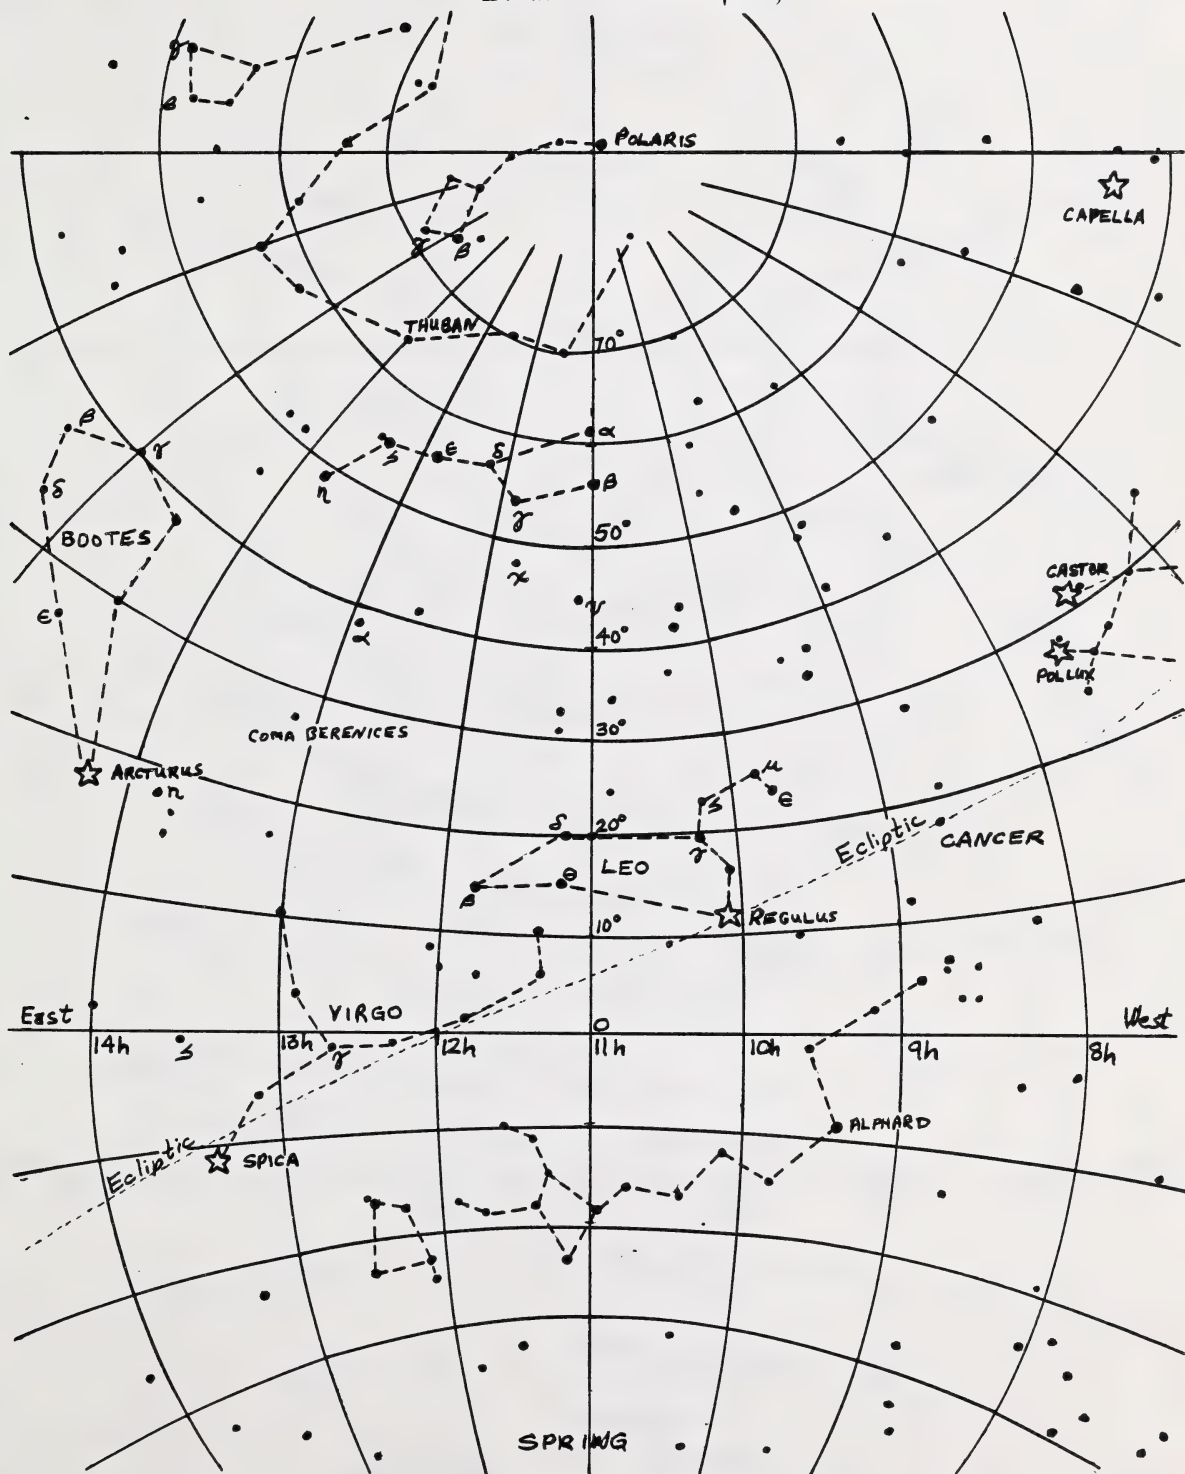 γ
β
POLARIS
CAPELLA
γ
β
THUBAN
70°
β
γ
α
ε
δ
ζ
δ
η
β
γ
BOOTES
50°
χ
CASTOR
ε
ν
α
40°
POLLUX
30°
COMA BERENICES
ARCTURUS
η
μ
ε
ζ
δ
20°
Ecliptic
CANCER
γ
LEO
θ
β
REGULUS
10°
VIRGO
East
0
West
14h
ζ
13h
γ
12h
11h
10h
9h
8h
ALPHARD
Ecliptic
SPICA
SPRING